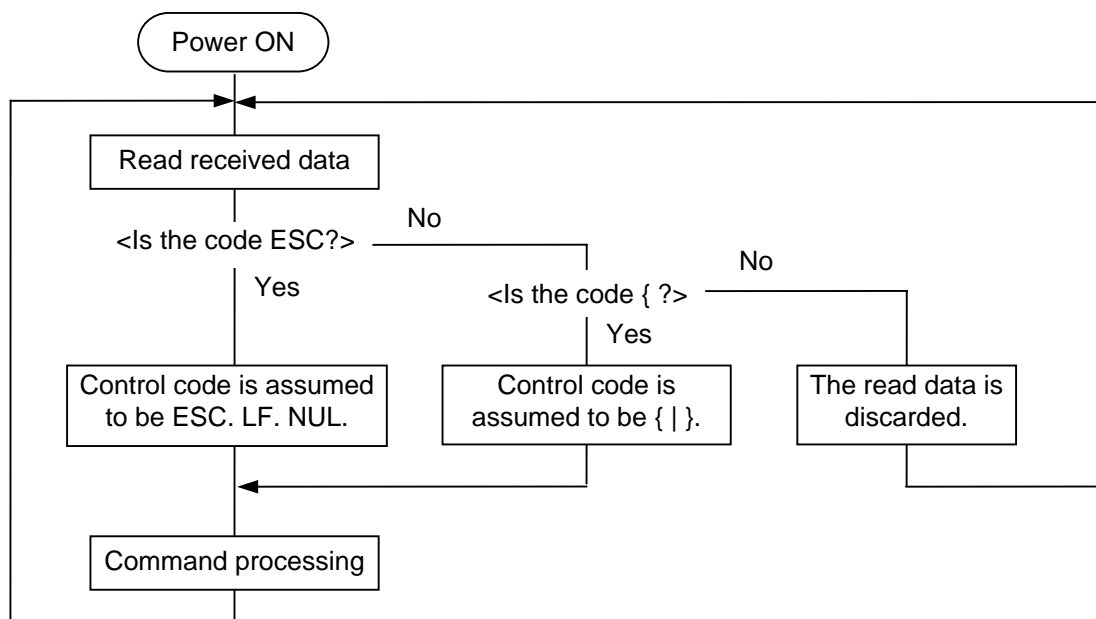 Power ON
Read received data
No
<Is the code ESC?>
No
Yes
<Is the code { ?>
Yes
Control code is assumed
to be ESC. LF. NUL.
Control code is
assumed to be { | }.
The read data is
discarded.
Command processing